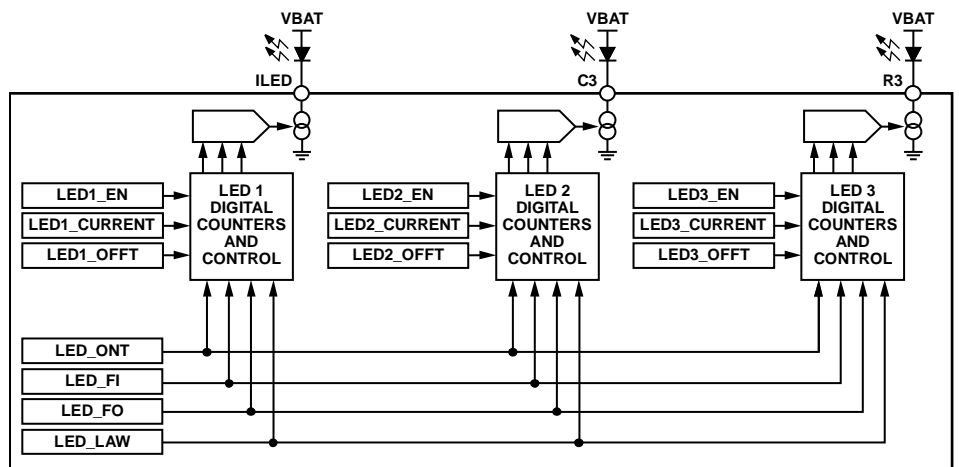 VBAT
VBAT
VBAT
ILED
C3
R3
LED1_EN
LED1_CURRENT
LED1_OFFT
LED 1
DIGITAL
COUNTERS
AND
CONTROL
LED2_EN
LED2_CURRENT
LED2_OFFT
LED 2
DIGITAL
COUNTERS
AND
CONTROL
LED3_EN
LED3_CURRENT
LED3_OFFT
LED 3
DIGITAL
COUNTERS
AND
CONTROL
LED_ONT
LED_FI
LED_FO
LED_LAW